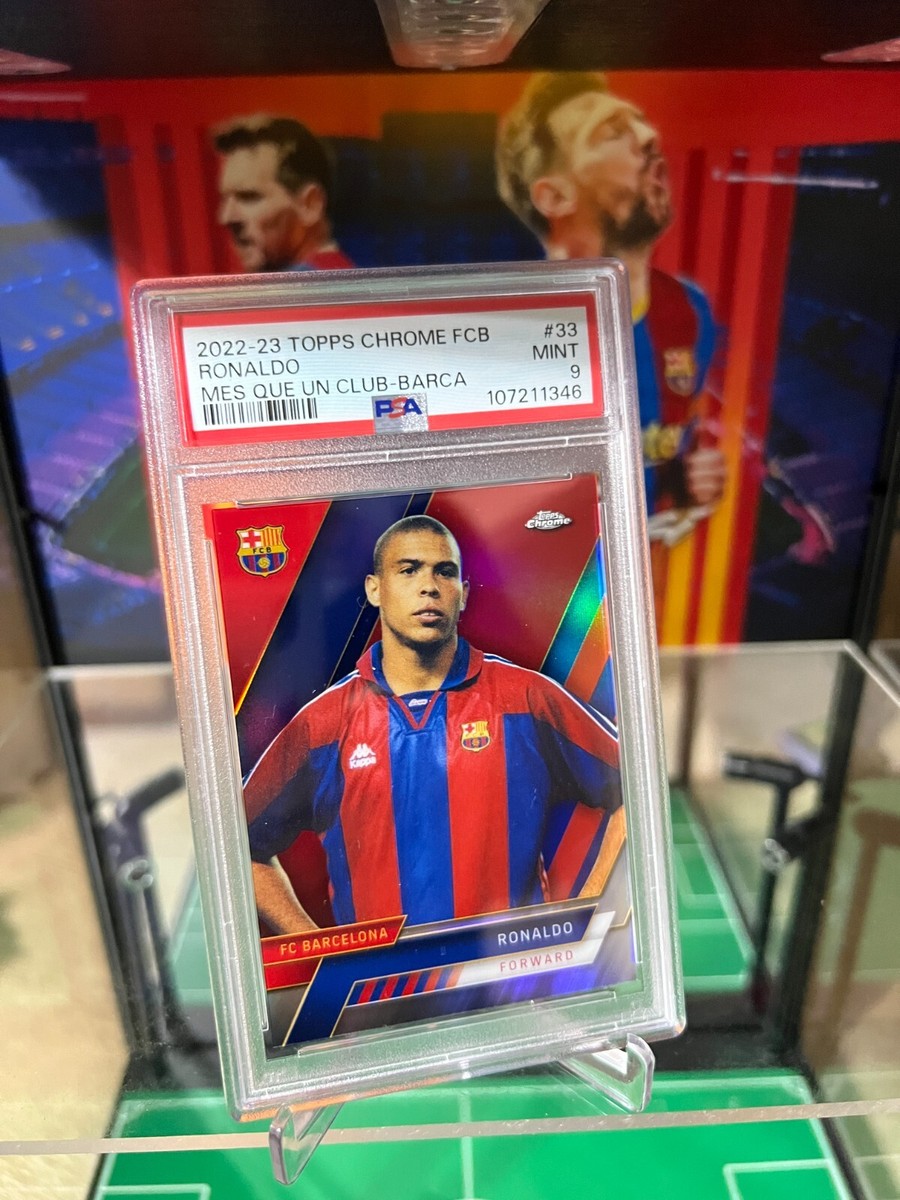 2022-23 TOPPS CHROME FCB #33
RONALDO MINT
MES QUE UN CLUB-BARCA 9
PSA 107211346
FCB
Topps
Chrome
Kappa
FC BARCELONA
RONALDO
FORWARD